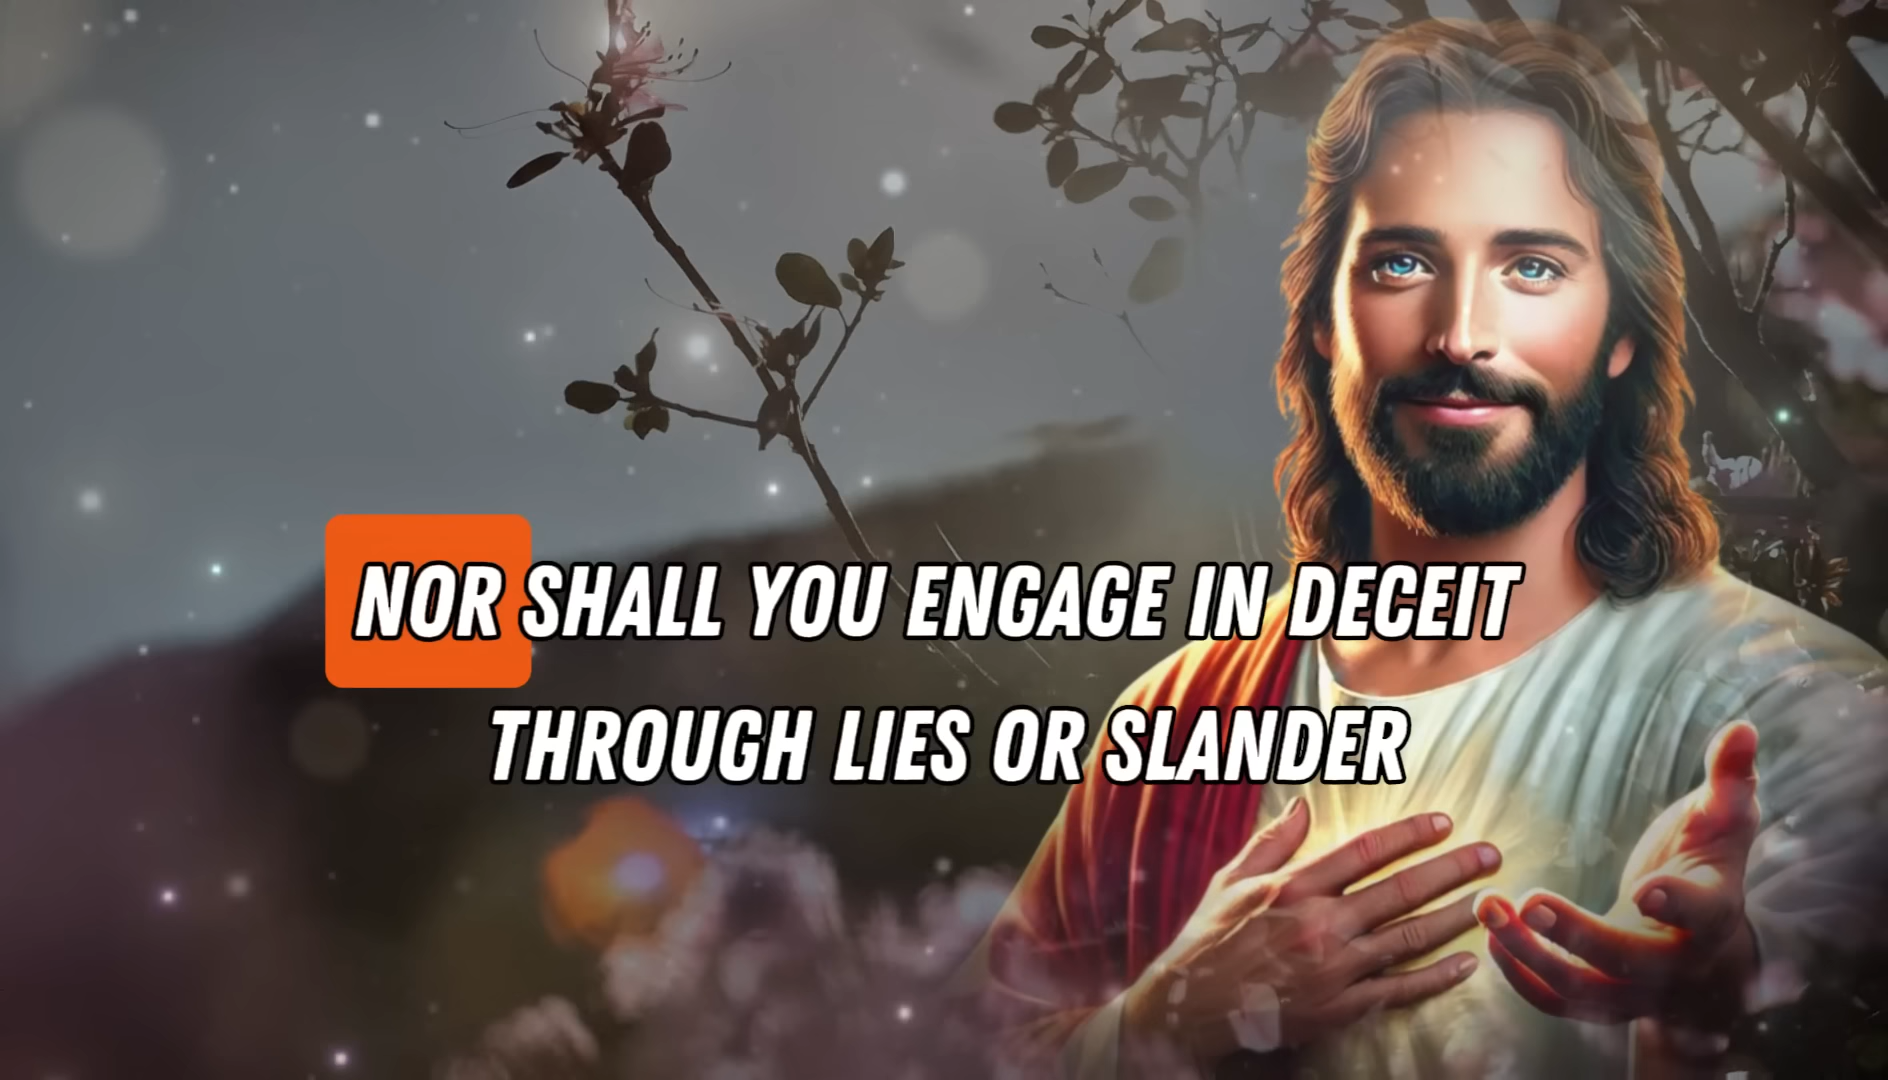 NOR SHALL YOU ENGAGE IN DECEIT
THROUGH LIES OR SLANDER